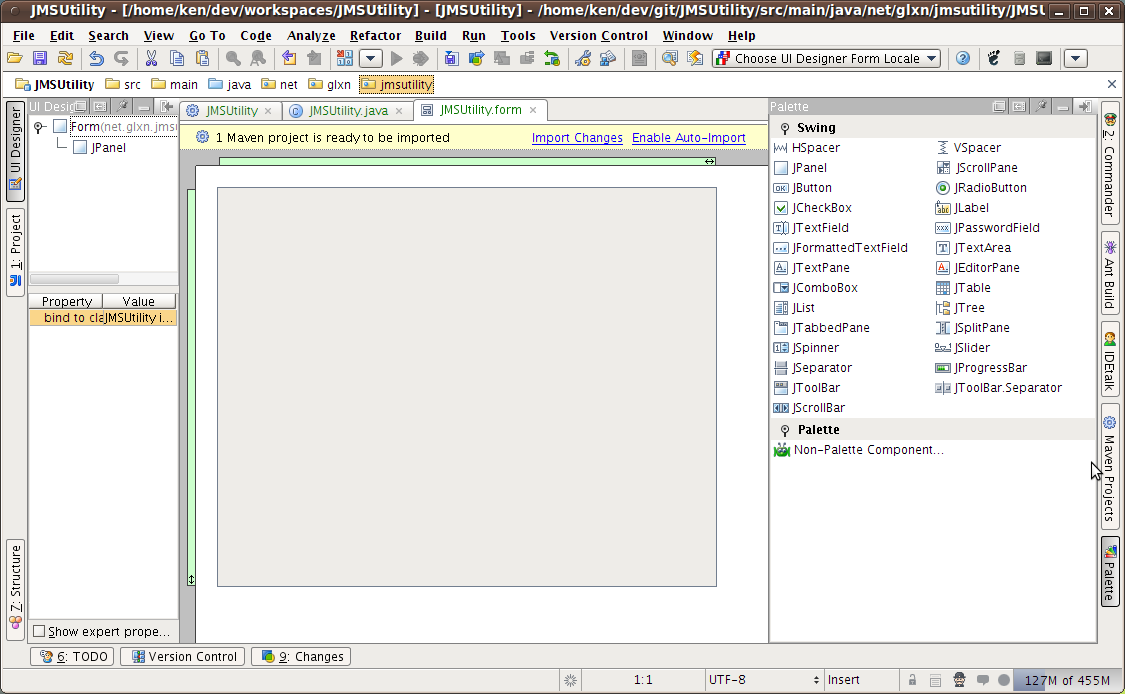 JMSUtility - [/home/ken/dev/workspaces/JMSUtility] - [JMSUtility] - /home/ken/dev/git/JMSUtility/src/main/java/net/glxn/jmsutility/JMSU
File Edit Search View Go To Code Analyze Refactor Build Run Tools Version Control Window Help
Choose UI Designer Form Locale
JMSUtility src main java net glxn jmsutility
UI Designer
1: Project
7: Structure
UI Desig
Form(net.glxn.jmsu
JPanel
Property Value
bind to cla JMSUtility i...
Show expert prope...
JMSUtility JMSUtility.java JMSUtility.form
1 Maven project is ready to be imported Import Changes Enable Auto-Import
Palette
Swing
HSpacer VSpacer
JPanel JScrollPane
JButton JRadioButton
JCheckBox JLabel
JTextField JPasswordField
JFormattedTextField JTextArea
JTextPane JEditorPane
JComboBox JTable
JList JTree
JTabbedPane JSplitPane
JSpinner JSlider
JSeparator JProgressBar
JToolBar JToolBar.Separator
JScrollBar
Palette
Non-Palette Component...
2: Commander
Ant Build
IDEtalk
Maven Projects
Palette
6: TODO Version Control 9: Changes
1:1 UTF-8 Insert 127M of 455M